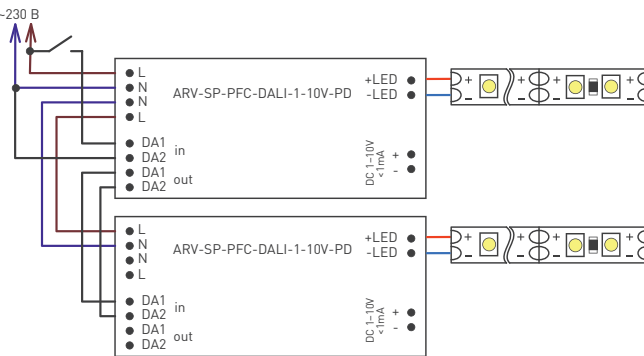 ~230 В
L
N
N
L
ARV-SP-PFC-DALI-1-10V-PD
+LED
-LED
DA1
DA2
in
DA1
DA2
out
DC 1-10V
<1mA
+
-
+ + + +
- - - -
L
N
N
L
ARV-SP-PFC-DALI-1-10V-PD
+LED
-LED
DA1
DA2
in
DA1
DA2
out
DC 1-10V
<1mA
+
-
+ + + +
- - - -